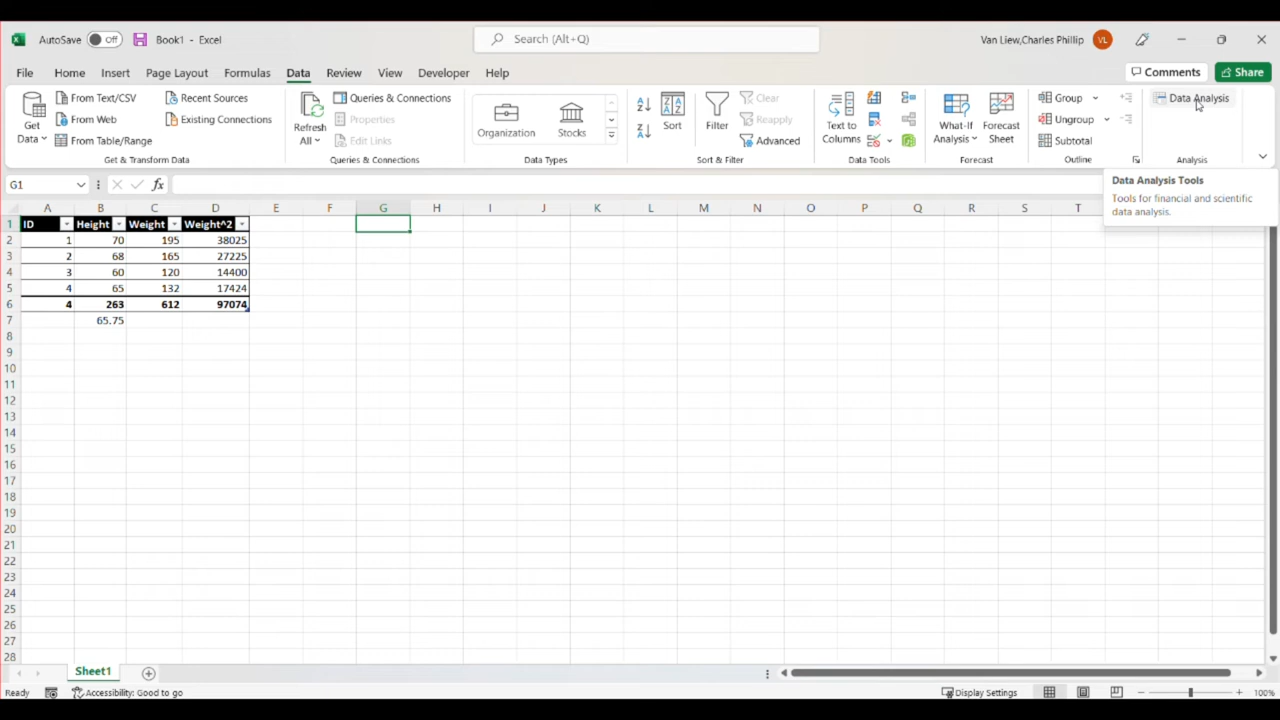 AutoSave Off Book1 - Excel Search (Alt+Q) Van Liew,Charles Phillip VL
File Home Insert Page Layout Formulas Data Review View Developer Help Comments Share
Get Data
From Text/CSV
From Web
From Table/Range
Recent Sources
Existing Connections
Get & Transform Data
Refresh All
Queries & Connections
Properties
Edit Links
Queries & Connections
Organization
Stocks
Data Types
Sort
Filter
Clear
Reapply
Advanced
Sort & Filter
Text to Columns
Data Tools
What-If Analysis
Forecast Sheet
Forecast
Group
Ungroup
Subtotal
Outline
Data Analysis
Analysis
G1 fx
Data Analysis Tools
Tools for financial and scientific
data analysis.
A B C D E F G H I J K L M N O P Q R S T
1 ID Height Weight Weight^2
2 1 70 195 38025
3 2 68 165 27225
4 3 60 120 14400
5 4 65 132 17424
6 4 263 612 97074
7 65.75
8
9
10
11
12
13
14
15
16
17
18
19
20
21
22
23
24
25
26
27
28
Sheet1
Ready Accessibility: Good to go Display Settings 100%